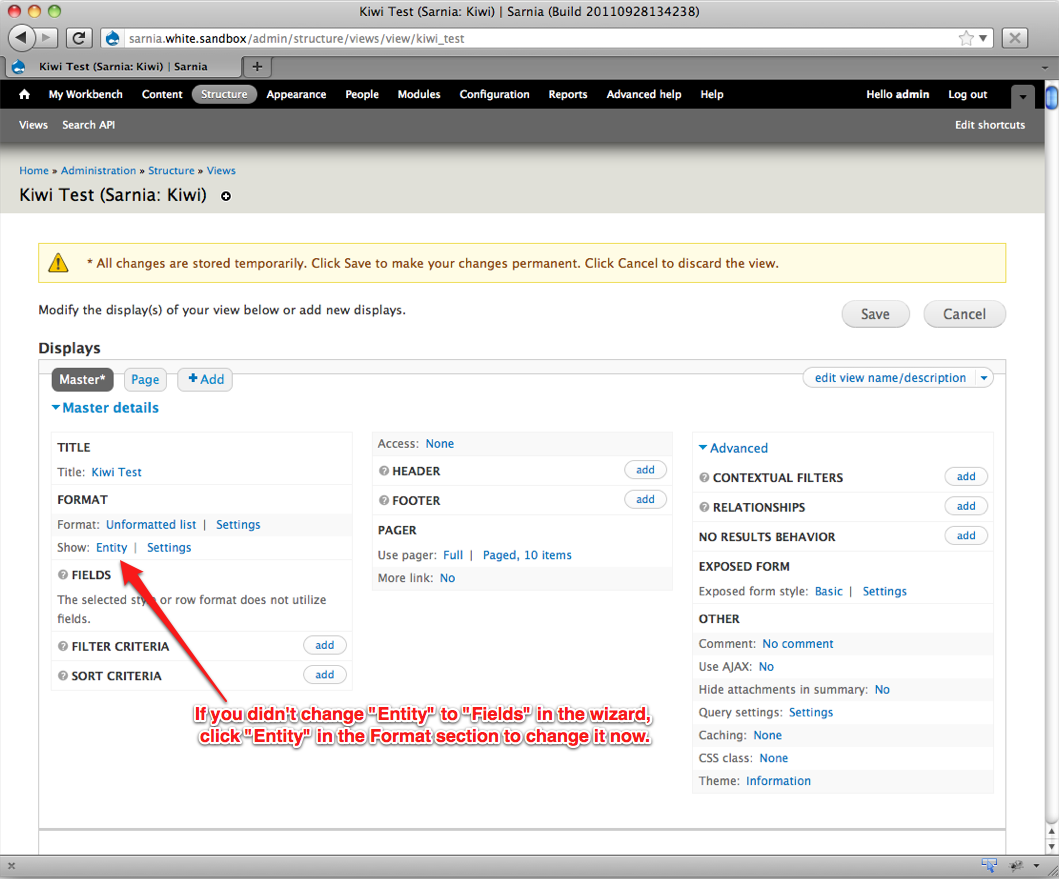 Kiwi Test (Sarnia: Kiwi) | Sarnia (Build 20110928134238)
sarnia.white.sandbox/admin/structure/views/view/kiwi_test
Kiwi Test (Sarnia: Kiwi) | Sarnia
My Workbench Content Structure Appearance People Modules Configuration Reports Advanced help Help Hello admin Log out
Views Search API Edit shortcuts
Home » Administration » Structure » Views
Kiwi Test (Sarnia: Kiwi)
* All changes are stored temporarily. Click Save to make your changes permanent. Click Cancel to discard the view.
Modify the display(s) of your view below or add new displays.
Save Cancel
Displays
Master* Page + Add edit view name/description
Master details
TITLE
Title: Kiwi Test
FORMAT
Format: Unformatted list | Settings
Show: Entity | Settings
FIELDS
The selected style or row format does not utilize
fields.
FILTER CRITERIA add
SORT CRITERIA add
Access: None
HEADER add
FOOTER add
PAGER
Use pager: Full | Paged, 10 items
More link: No
Advanced
CONTEXTUAL FILTERS add
RELATIONSHIPS add
NO RESULTS BEHAVIOR add
EXPOSED FORM
Exposed form style: Basic | Settings
OTHER
Comment: No comment
Use AJAX: No
Hide attachments in summary: No
Query settings: Settings
Caching: None
CSS class: None
Theme: Information
If you didn't change "Entity" to "Fields" in the wizard,
click "Entity" in the Format section to change it now.